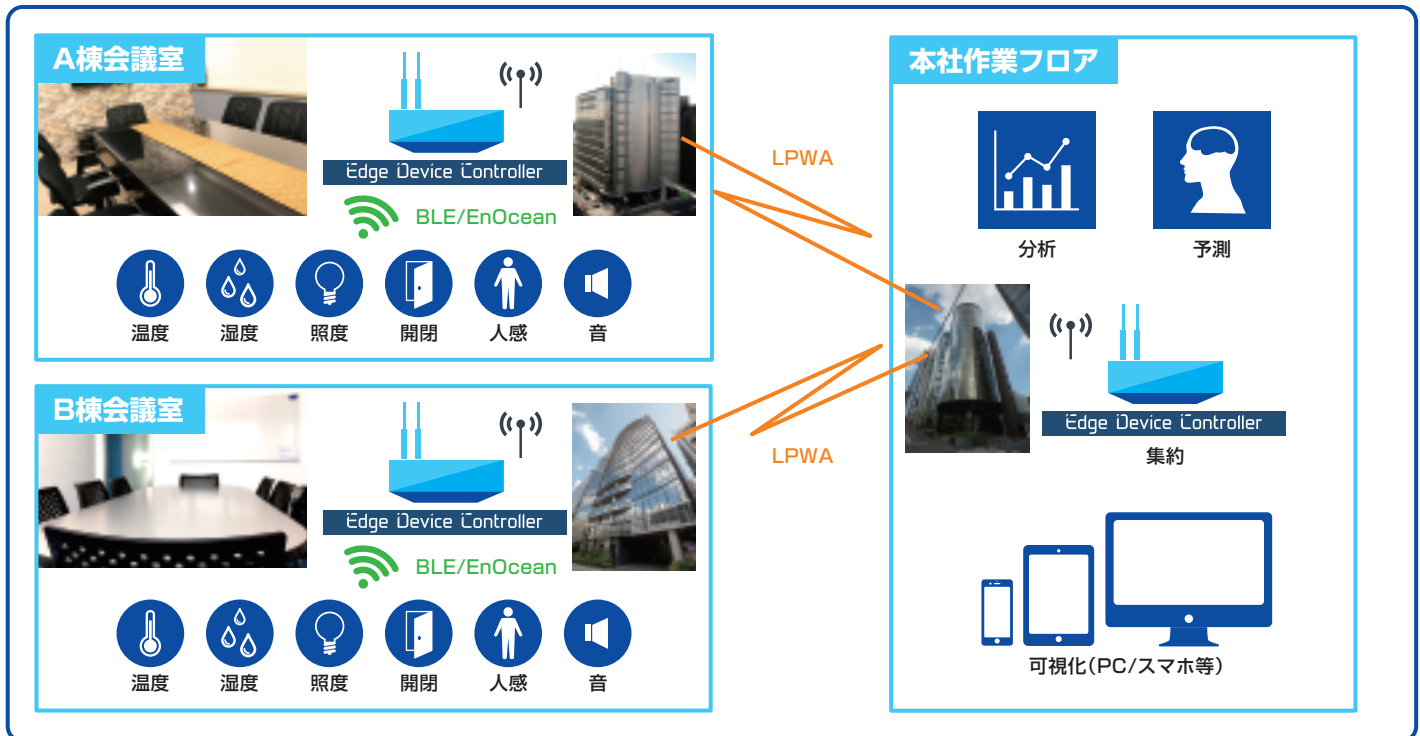 A棟会議室
Edge Device Controller
BLE/EnOcean
温度
湿度
照度
開閉
人感
音
B棟会議室
Edge Device Controller
BLE/EnOcean
温度
湿度
照度
開閉
人感
音
LPWA
LPWA
本社作業フロア
分析
予測
Edge Device Controller
集約
可視化(PC/スマホ等)